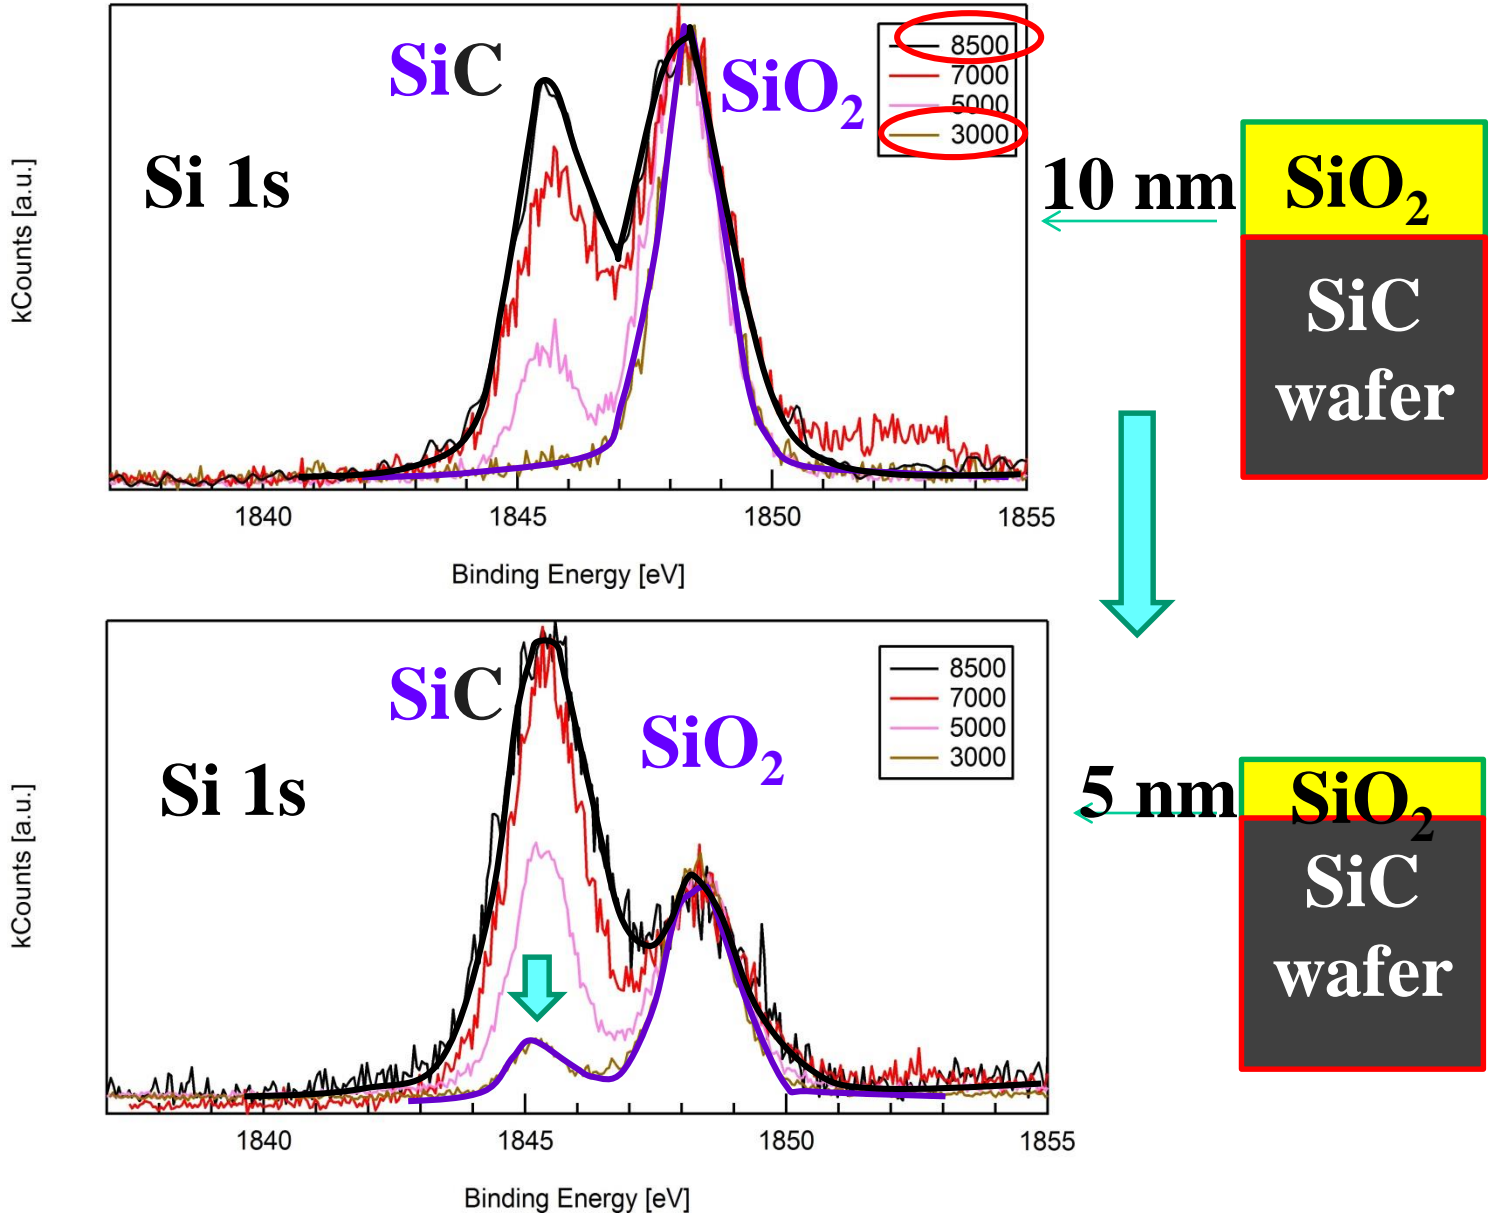 SiC
SiO2
8500
7000
5000
3000
Si 1s
kCounts [a.u.]
1840 1845 1850 1855
Binding Energy [eV]
10 nm
SiO2
SiC
wafer
SiC
SiO2
8500
7000
5000
3000
Si 1s
kCounts [a.u.]
1840 1845 1850 1855
Binding Energy [eV]
5 nm
SiO2
SiC
wafer